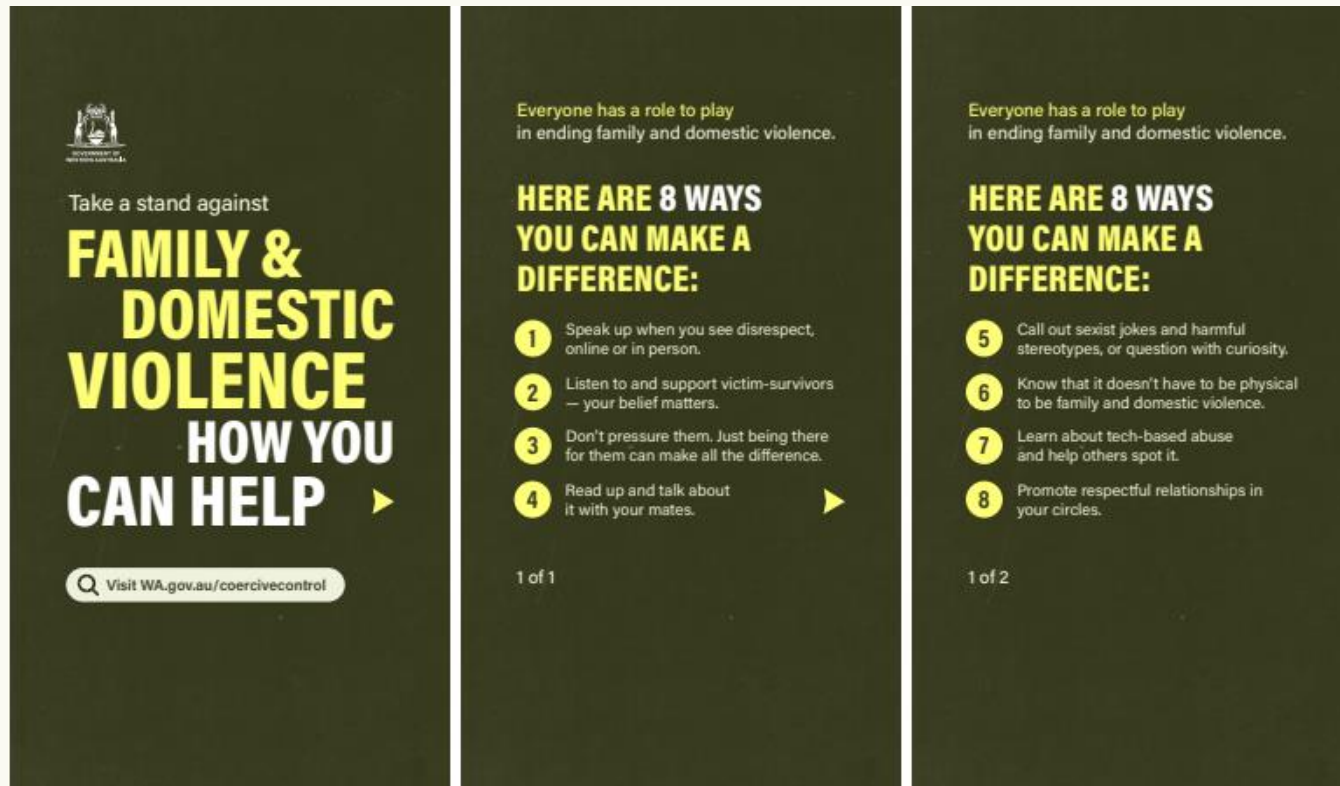 GOVERNMENT OF
WESTERN AUSTRALIA
Take a stand against
FAMILY &
DOMESTIC
VIOLENCE
HOW YOU
CAN HELP
Visit WA.gov.au/coercivecontrol
Everyone has a role to play
in ending family and domestic violence.
HERE ARE 8 WAYS
YOU CAN MAKE A
DIFFERENCE:
1 Speak up when you see disrespect,
online or in person.
2 Listen to and support victim-survivors
— your belief matters.
3 Don't pressure them. Just being there
for them can make all the difference.
4 Read up and talk about
it with your mates.
1 of 1
Everyone has a role to play
in ending family and domestic violence.
HERE ARE 8 WAYS
YOU CAN MAKE A
DIFFERENCE:
5 Call out sexist jokes and harmful
stereotypes, or question with curiosity.
6 Know that it doesn't have to be physical
to be family and domestic violence.
7 Learn about tech-based abuse
and help others spot it.
8 Promote respectful relationships in
your circles.
1 of 2